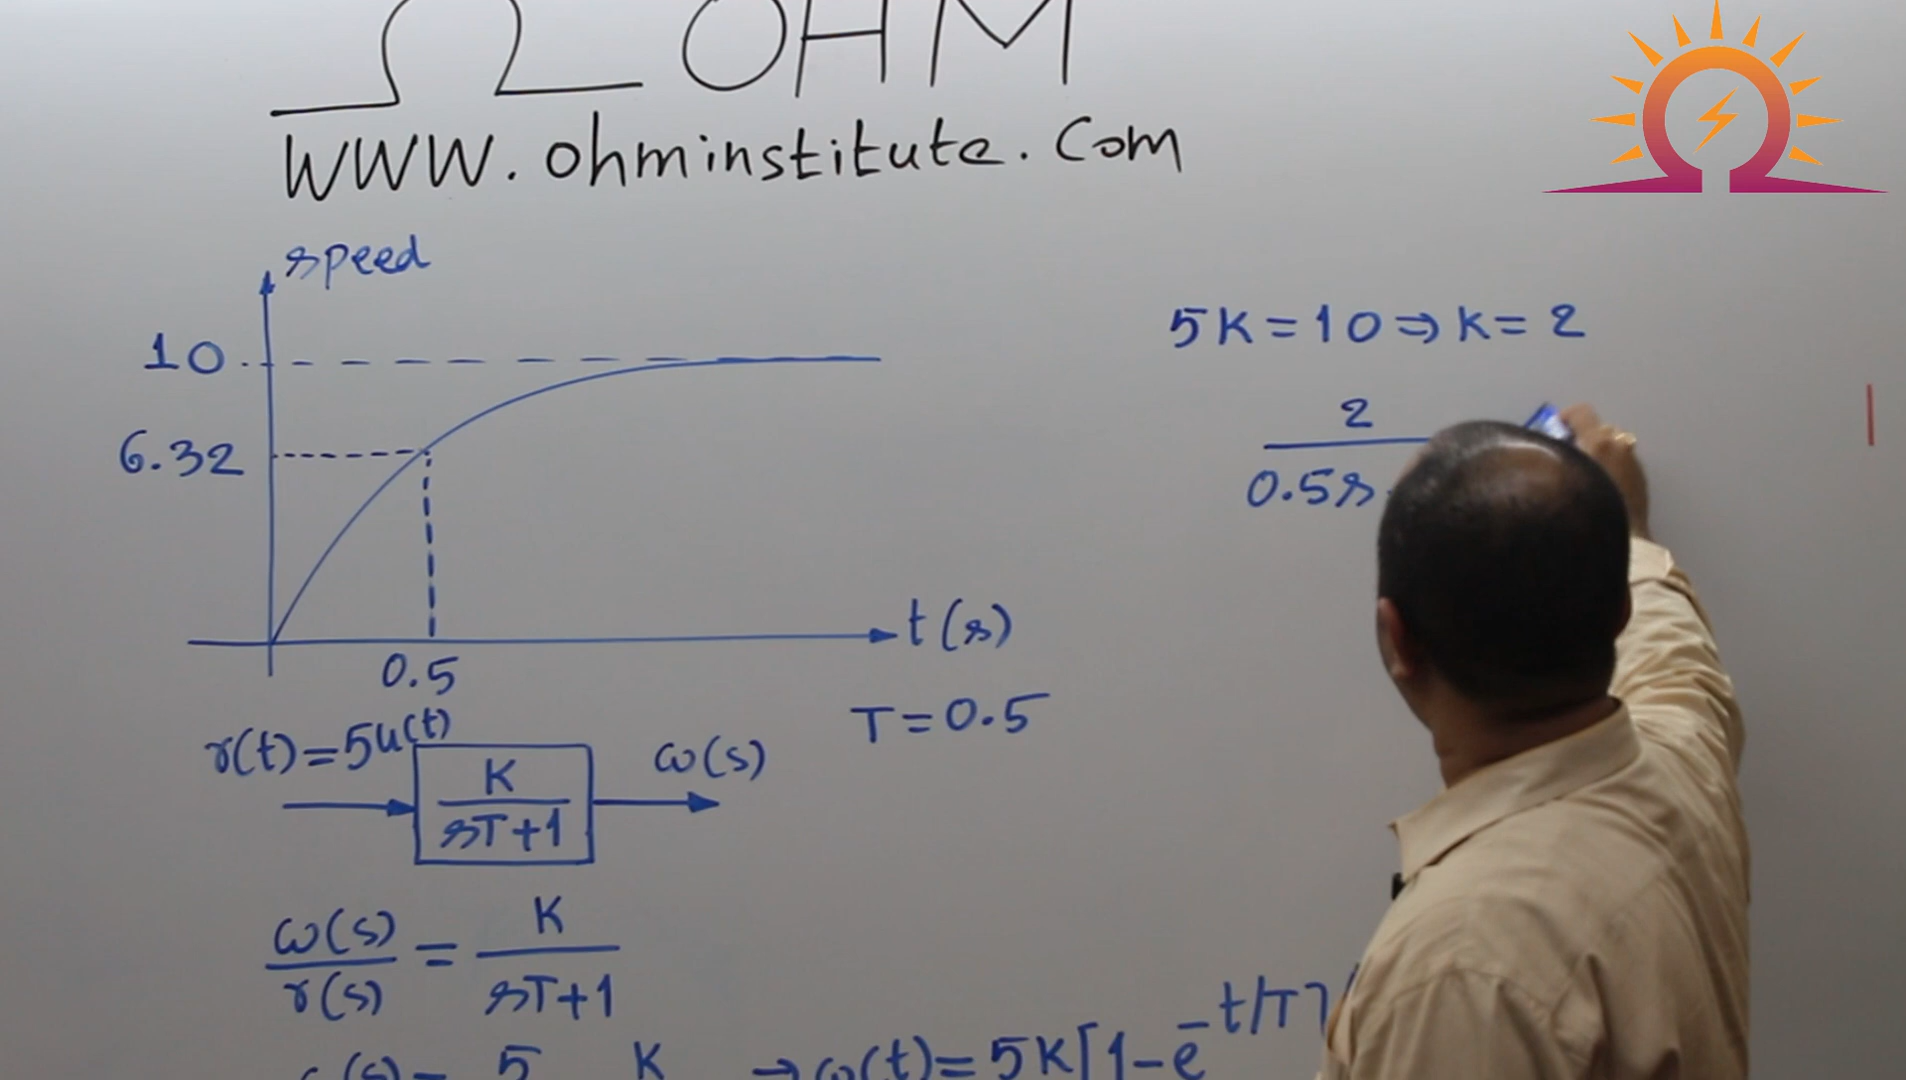 Ω OHM
www.ohminstitute.com
speed
10
6.32
0.5
t(s)
T=0.5
r(t)=5u(t)
K
sT+1
ω(s)
ω(s)/r(s) = K/(sT+1)
5 K
→ω(t)=5K[1-e^-t/T]
5K=10⇒K=2
2
0.5s